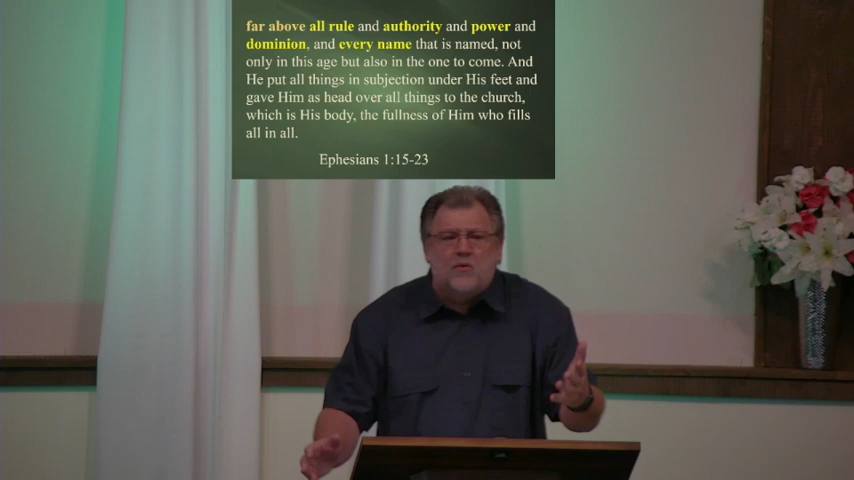 far above all rule and authority and power and
dominion, and every name that is named, not
only in this age but also in the one to come. And
He put all things in subjection under His feet and
gave Him as head over all things to the church,
which is His body, the fullness of Him who fills
all in all.
Ephesians 1:15-23